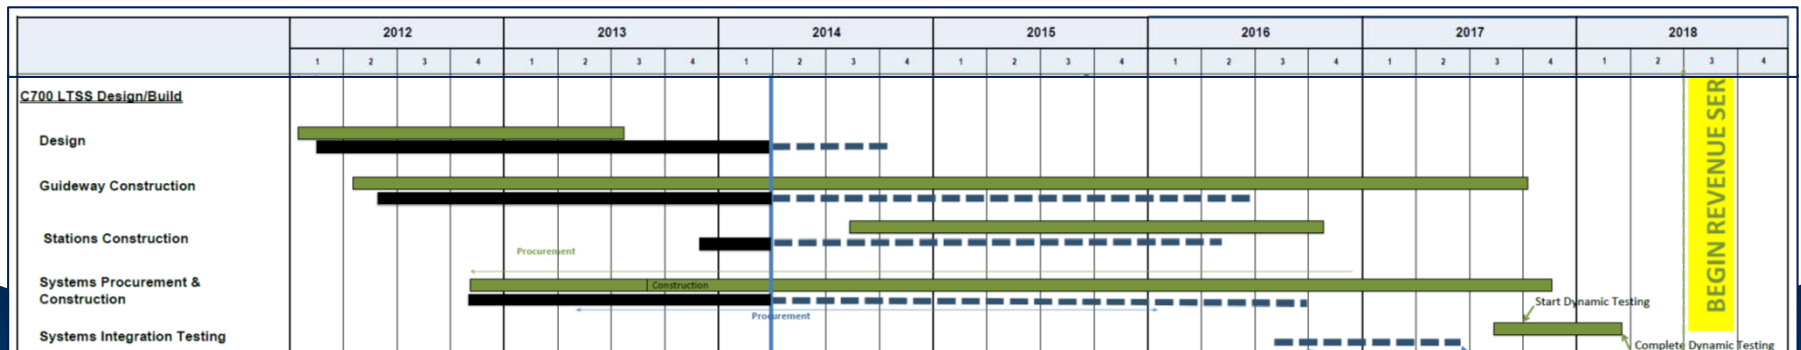 2012 2013 2014 2015 2016 2017 2018
1 2 3 4 1 2 3 4 1 2 3 4 1 2 3 4 1 2 3 4 1 2 3 4 1 2 3 4
C700 LTSS Design/Build
Design
Guideway Construction
Stations Construction
Procurement
Systems Procurement &
Construction
Construction
Procurement
Start Dynamic Testing
Systems Integration Testing
Complete Dynamic Testing
BEGIN REVENUE SER